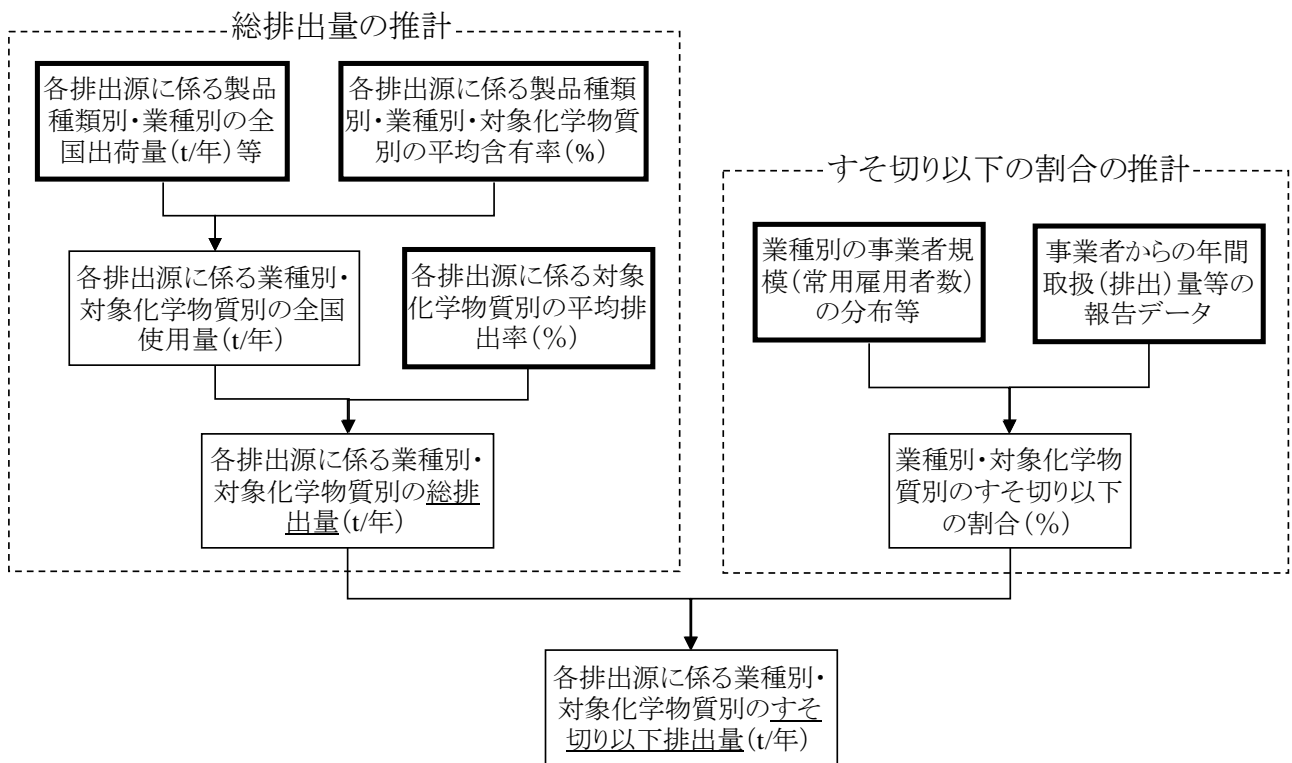 総排出量の推計
各排出源に係る製品
種類別・業種別の全
国出荷量(t/年)等
各排出源に係る製品種類
別・業種別・対象化学物質
別の平均含有率(%)
各排出源に係る業種別・
対象化学物質別の全国
使用量(t/年)
各排出源に係る対象
化学物質別の平均排
出率(%)
各排出源に係る業種別・
対象化学物質別の総排
出量(t/年)
すそ切り以下の割合の推計
業種別の事業者規
模(常用雇用者数)
の分布等
事業者からの年間
取扱(排出)量等の
報告データ
業種別・対象化学物
質別のすそ切り以下
の割合(%)
各排出源に係る業種別・
対象化学物質別のすそ
切り以下排出量(t/年)